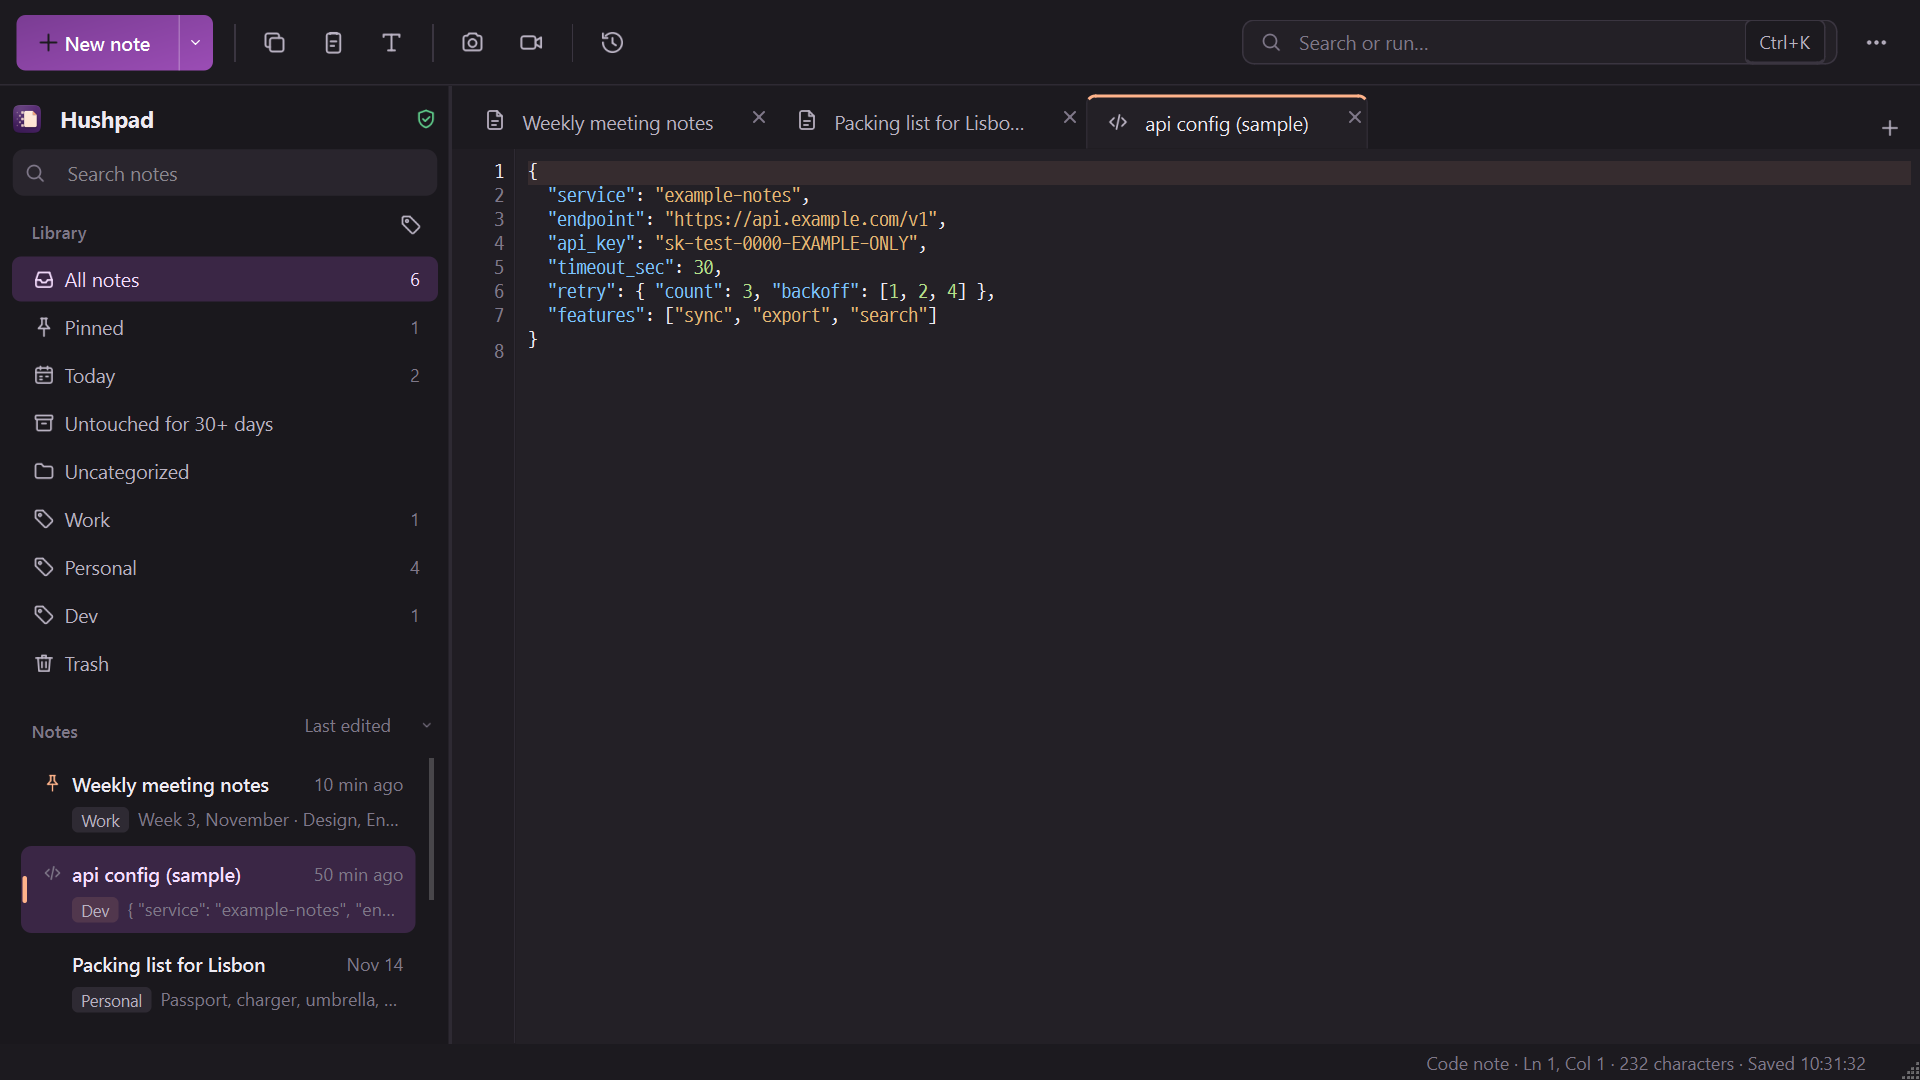 New note
Search or run...
Ctrl+K
Hushpad
Search notes
Library
All notes 6
Pinned 1
Today 2
Untouched for 30+ days
Uncategorized
Work 1
Personal 4
Dev 1
Trash
Notes
Last edited
Weekly meeting notes 10 min ago
Work Week 3, November · Design, En...
api config (sample) 50 min ago
Dev { "service": "example-notes", "en...
Packing list for Lisbon Nov 14
Personal Passport, charger, umbrella, ...
Weekly meeting notes
Packing list for Lisbo...
api config (sample)
1 {
2 "service": "example-notes",
3 "endpoint": "https://api.example.com/v1",
4 "api_key": "sk-test-0000-EXAMPLE-ONLY",
5 "timeout_sec": 30,
6 "retry": { "count": 3, "backoff": [1, 2, 4] },
7 "features": ["sync", "export", "search"]
}
8
Code note · Ln 1, Col 1 · 232 characters · Saved 10:31:32